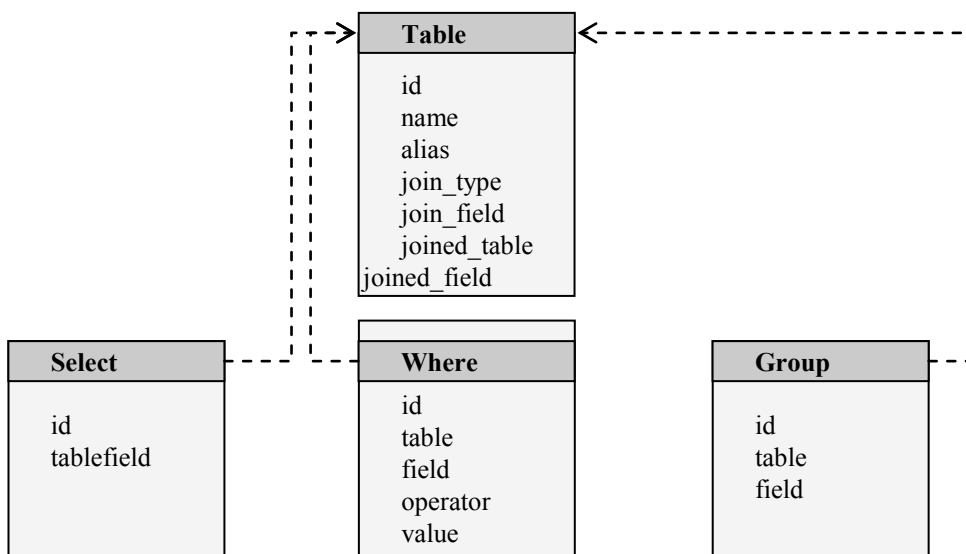 Table
id
name
alias
join_type
join_field
joined_table
joined_field
Select
id
tablefield
Where
id
table
field
operator
value
Group
id
table
field